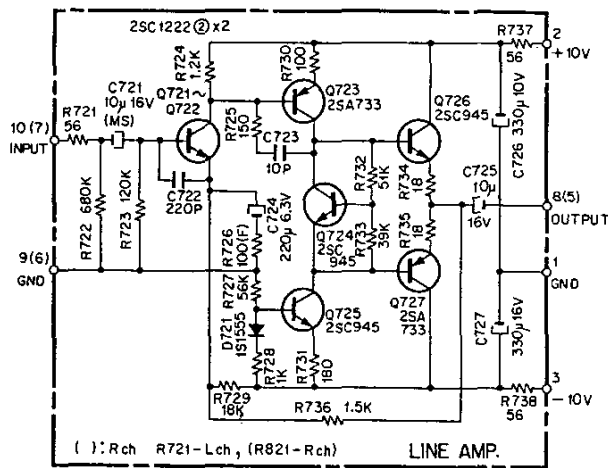 2SC1222②x2
R737
56
2
+10V
R724
1.2K
R730
100
Q721~
Q722
Q723
2SA733
Q726
2SC945
C721
10μ 16V
(MS)
R721
56
10(7)
INPUT
R725
150
C723
10P
C726 330μ 10V
R732
51K
R734
18
C725
10μ
16V
8(5)
OUTPUT
R722 680K
R723 120K
C722
220P
C724
220μ 6.3V
Q724
2SC
945
R733
39K
R735
18
R726
100(F)
9(6)
GND
1
GND
R727
56K
Q725
2SC945
Q727
2SA
733
C727
330μ 16V
D721
1S1555
R728
1K
R731
180
R729
18K
R736 1.5K
R738
56
3
-10V
( ):Rch R721-Lch, (R821-Rch) LINE AMP.